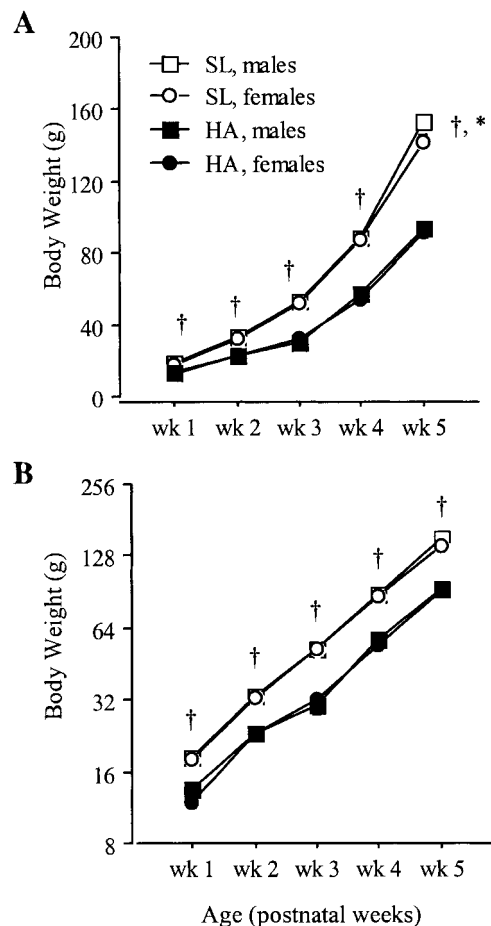 A
SL, males
SL, females
HA, males
HA, females
Body Weight (g)
160
120
80
40
0
†
†
†
†
†, *
wk 1 wk 2 wk 3 wk 4 wk 5
B
Body Weight (g)
256
128
64
32
16
8
†
†
†
†
†
wk 1 wk 2 wk 3 wk 4 wk 5
Age (postnatal weeks)